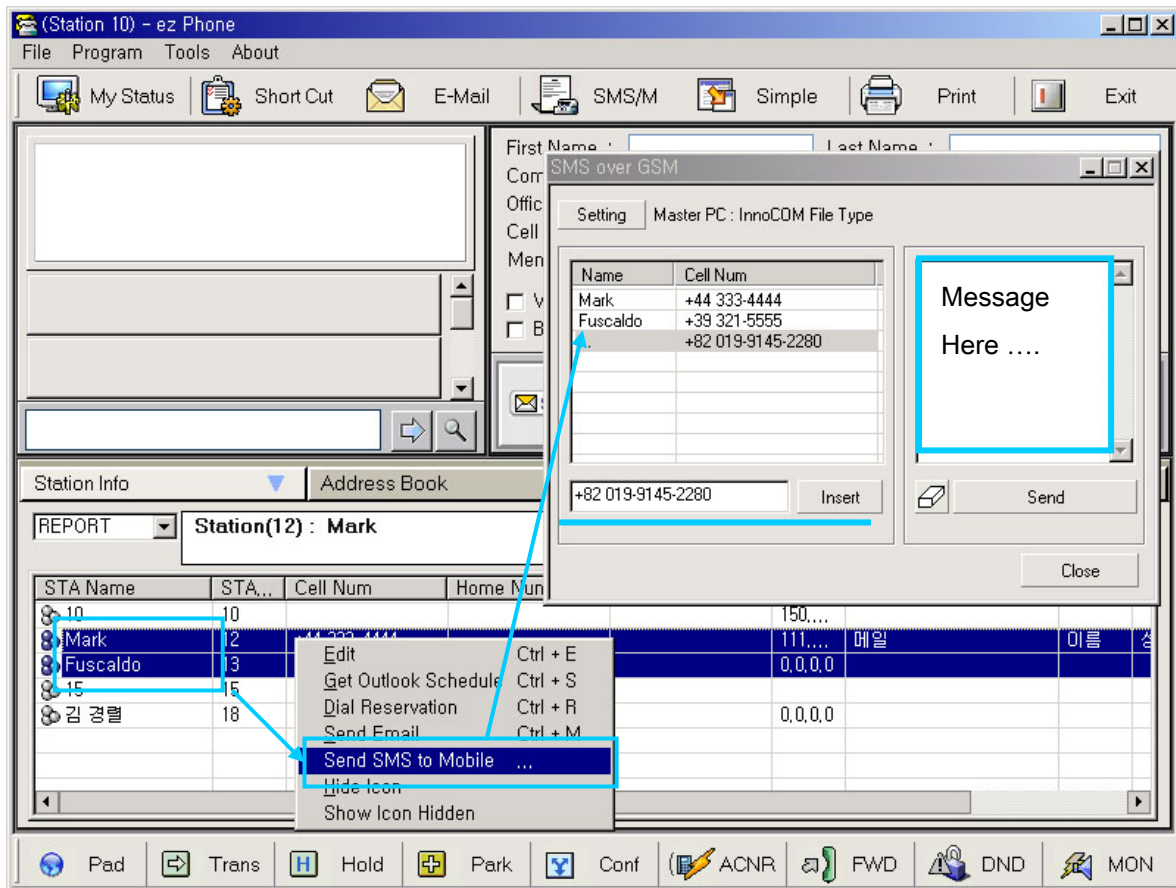 (Station 10) - ez Phone
File Program Tools About
My Status Short Cut E-Mail SMS/M Simple Print Exit
First Name : Last Name :
SMS over GSM
Setting Master PC : InnoCOM File Type
Name Cell Num
Mark +44 333-4444
Fuscaldo +39 321-5555
+82 019-9145-2280
Message
Here ....
+82 019-9145-2280 Insert
Send
Close
Offic
Cell
Men
Station Info Address Book
REPORT Station(12) : Mark
STA Name STA... Cell Num Home Num
10 10 150,...
Mark 12 +44 333-4444 111,... 메일 이름
Fuscaldo 13 0,0,0,0
15 15
김 경렬 18 0,0,0,0
Edit Ctrl + E
Get Outlook Schedule Ctrl + S
Dial Reservation Ctrl + R
Send Email Ctrl + M
Send SMS to Mobile ...
Hide Icon
Show Icon Hidden
Pad Trans Hold Park Conf ACNR FWD DND MON